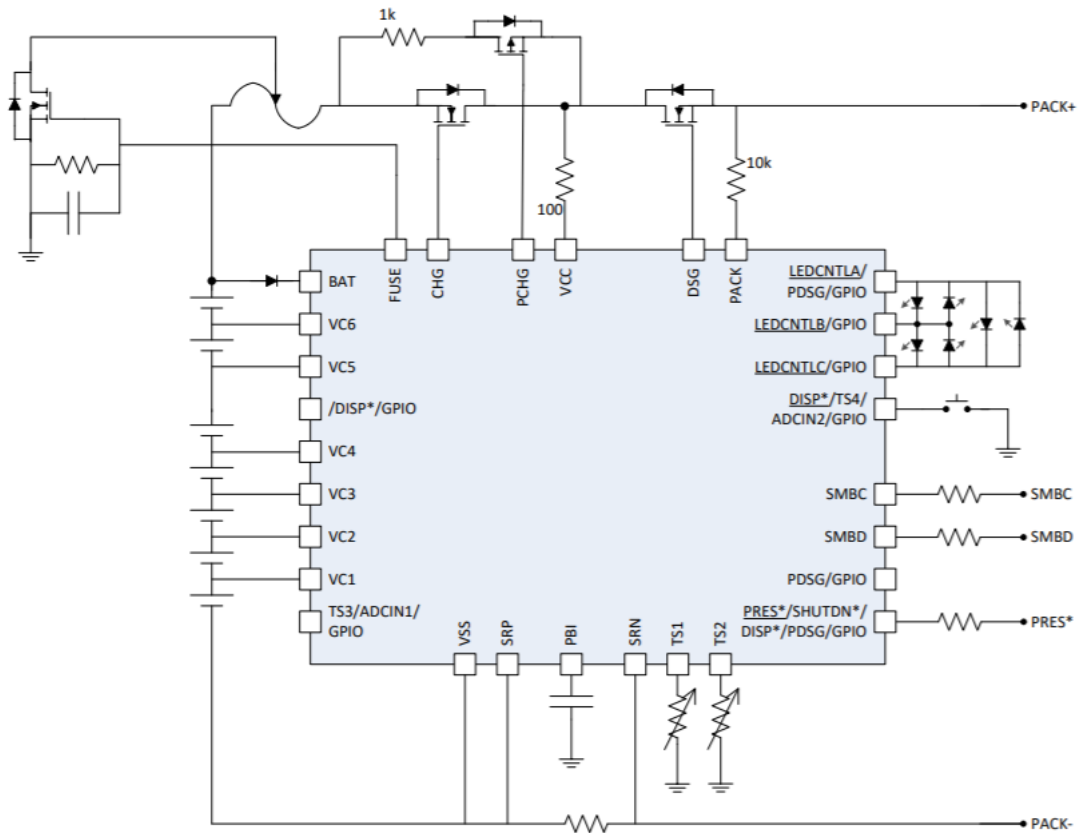 1k
PACK+
10k
100
FUSE
CHG
PCHG
VCC
DSG
PACK
BAT
VC6
VC5
/DISP*/GPIO
VC4
VC3
VC2
VC1
TS3/ADCIN1/
GPIO
LEDCNTLA/
PDSG/GPIO
LEDCNTLB/GPIO
LEDCNTLC/GPIO
DISP*/TS4/
ADCIN2/GPIO
SMBC
SMBC
SMBD
SMBD
PDSG/GPIO
PRES*/SHUTDN*/
DISP*/PDSG/GPIO
PRES*
VSS
SRP
PBI
SRN
TS1
TS2
PACK-